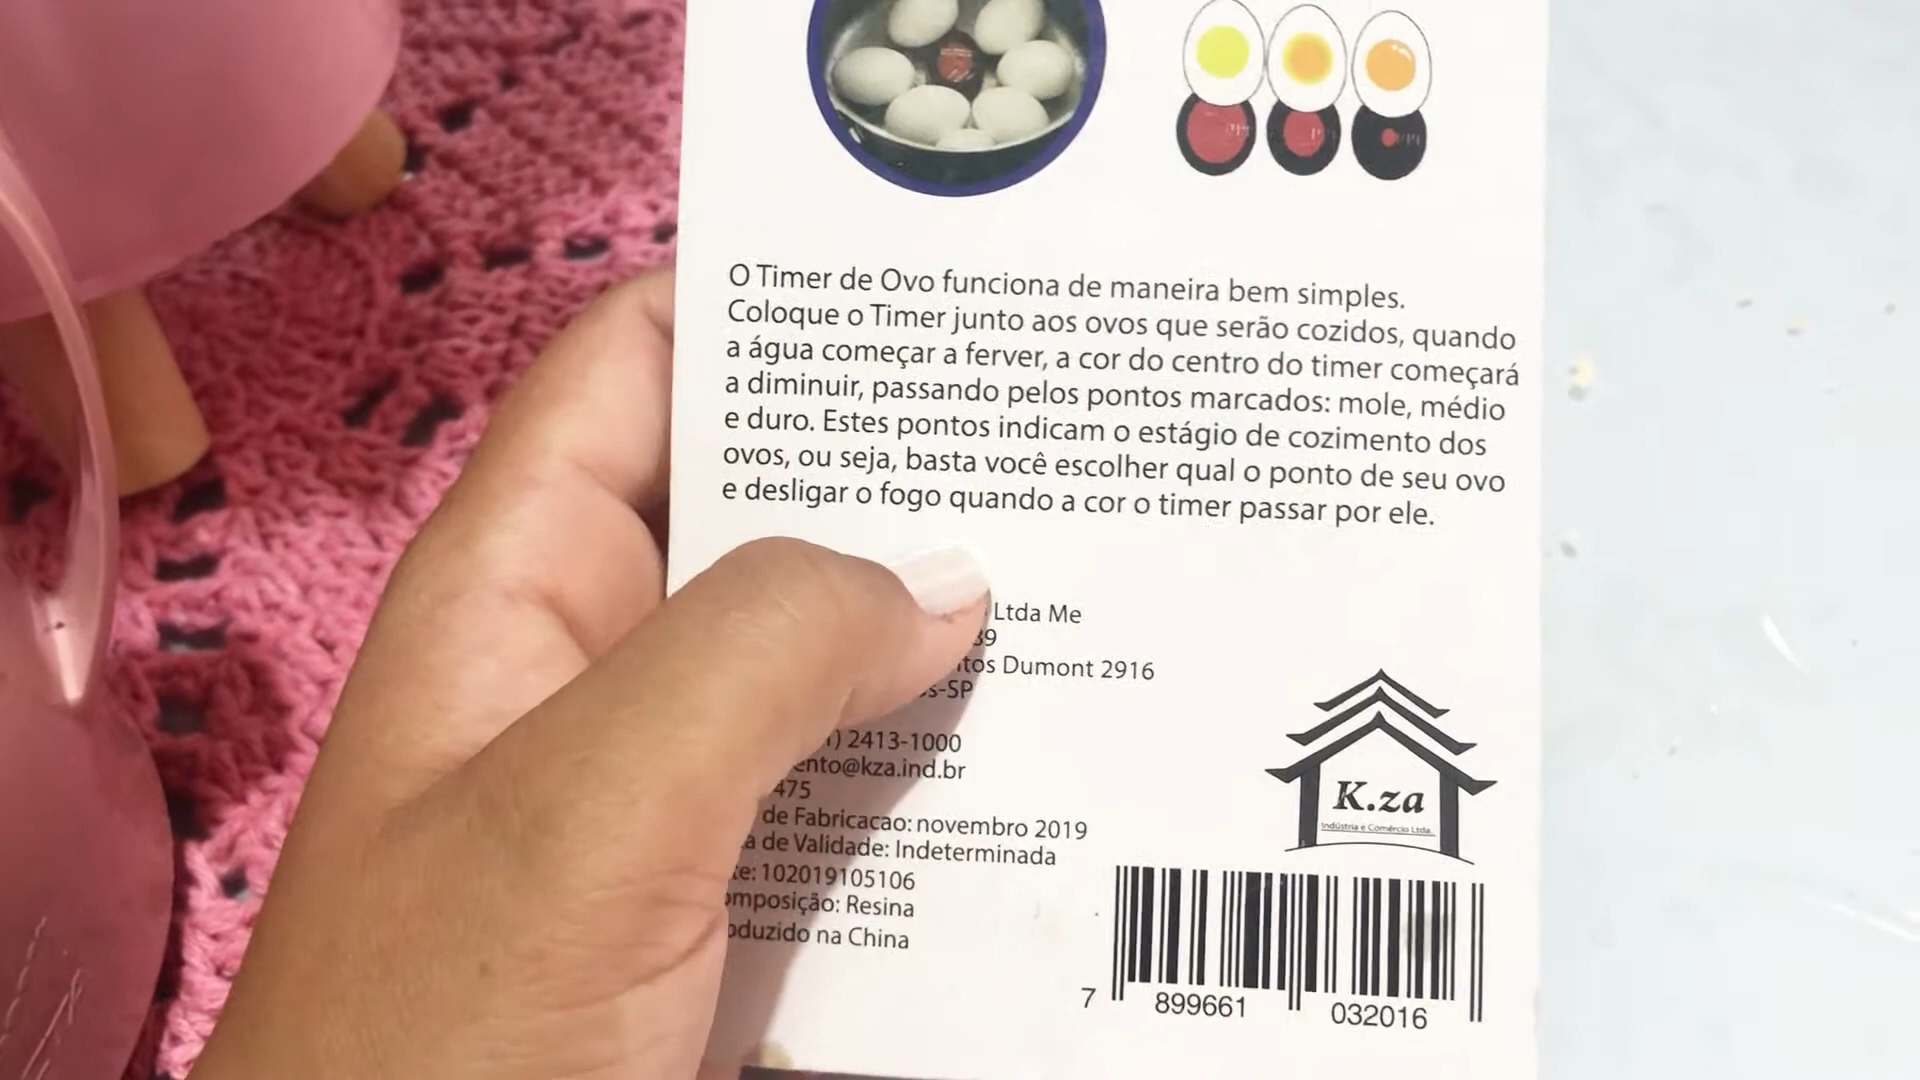 O Timer de Ovo funciona de maneira bem simples.
Coloque o Timer junto aos ovos que serão cozidos, quando
a água começar a ferver, a cor do centro do timer começará
a diminuir, passando pelos pontos marcados: mole, médio
e duro. Estes pontos indicam o estágio de cozimento dos
ovos, ou seja, basta você escolher qual o ponto de seu ovo
e desligar o fogo quando a cor o timer passar por ele.
Ltda Me
39
Dumont 2916
-SP
2413-1000
ento@kza.ind.br
475
de Fabricacao: novembro 2019
de Validade: Indeterminada
102019105106
omposição: Resina
oduzido na China
K.za
Indústria e Comércio Ltda.
7 899661 032016